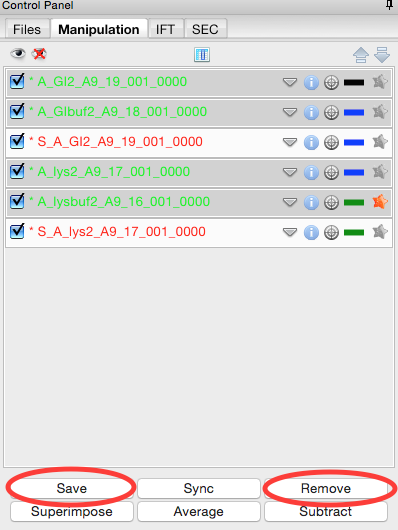 Control Panel
Files Manipulation IFT SEC
* A_GI2_A9_19_001_0000
* A_GIbuf2_A9_18_001_0000
* S_A_GI2_A9_19_001_0000
* A_lys2_A9_17_001_0000
* A_lysbuf2_A9_16_001_0000
* S_A_lys2_A9_17_001_0000
Save Sync Remove
Superimpose Average Subtract